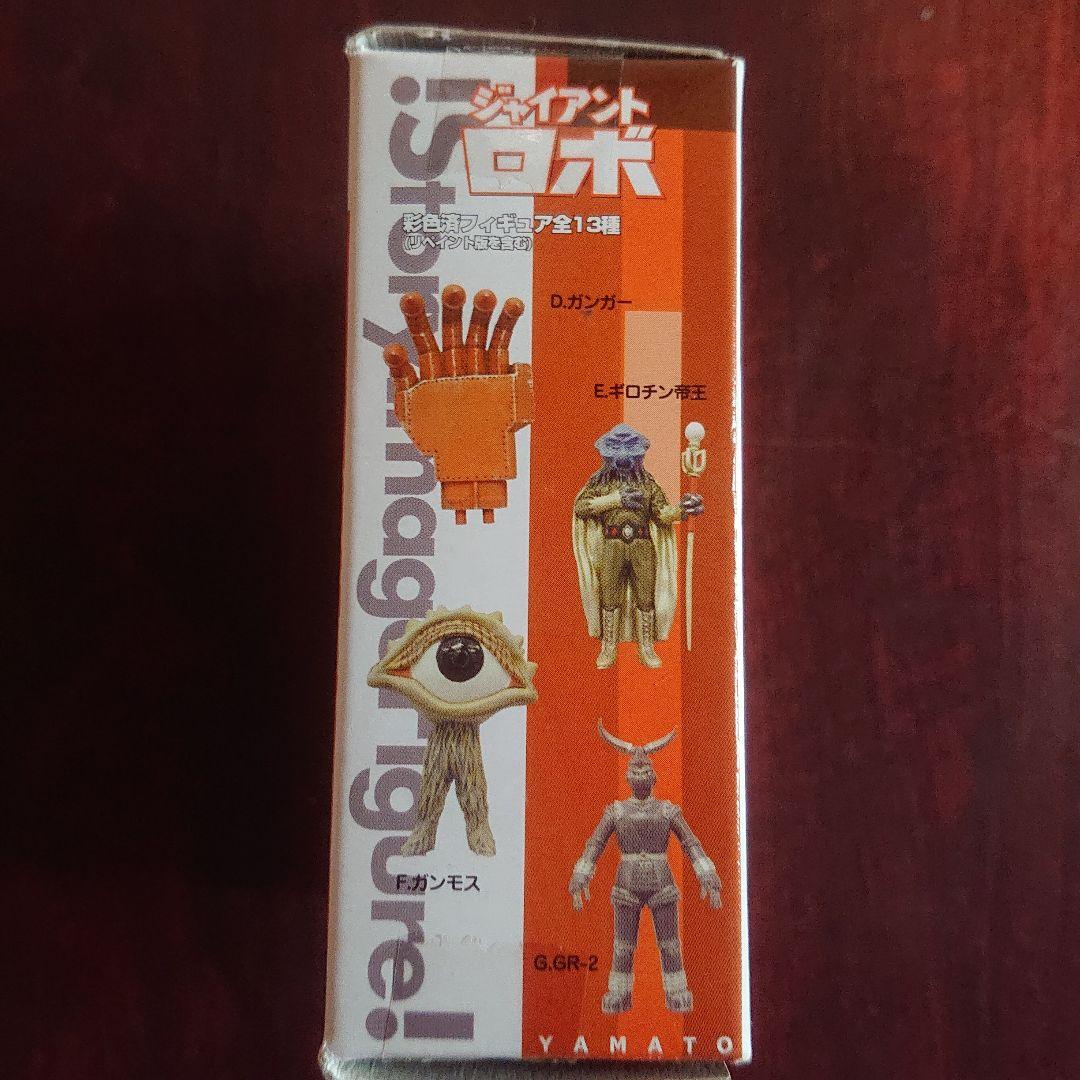 ジャイアント
ロボ
彩色済フィギュア全13種
(リペイント版を含む)
!Story Image Figure!
D.ガンガー
E.ギロチン帝王
F.ガンモス
G.GR-2
YAMATO